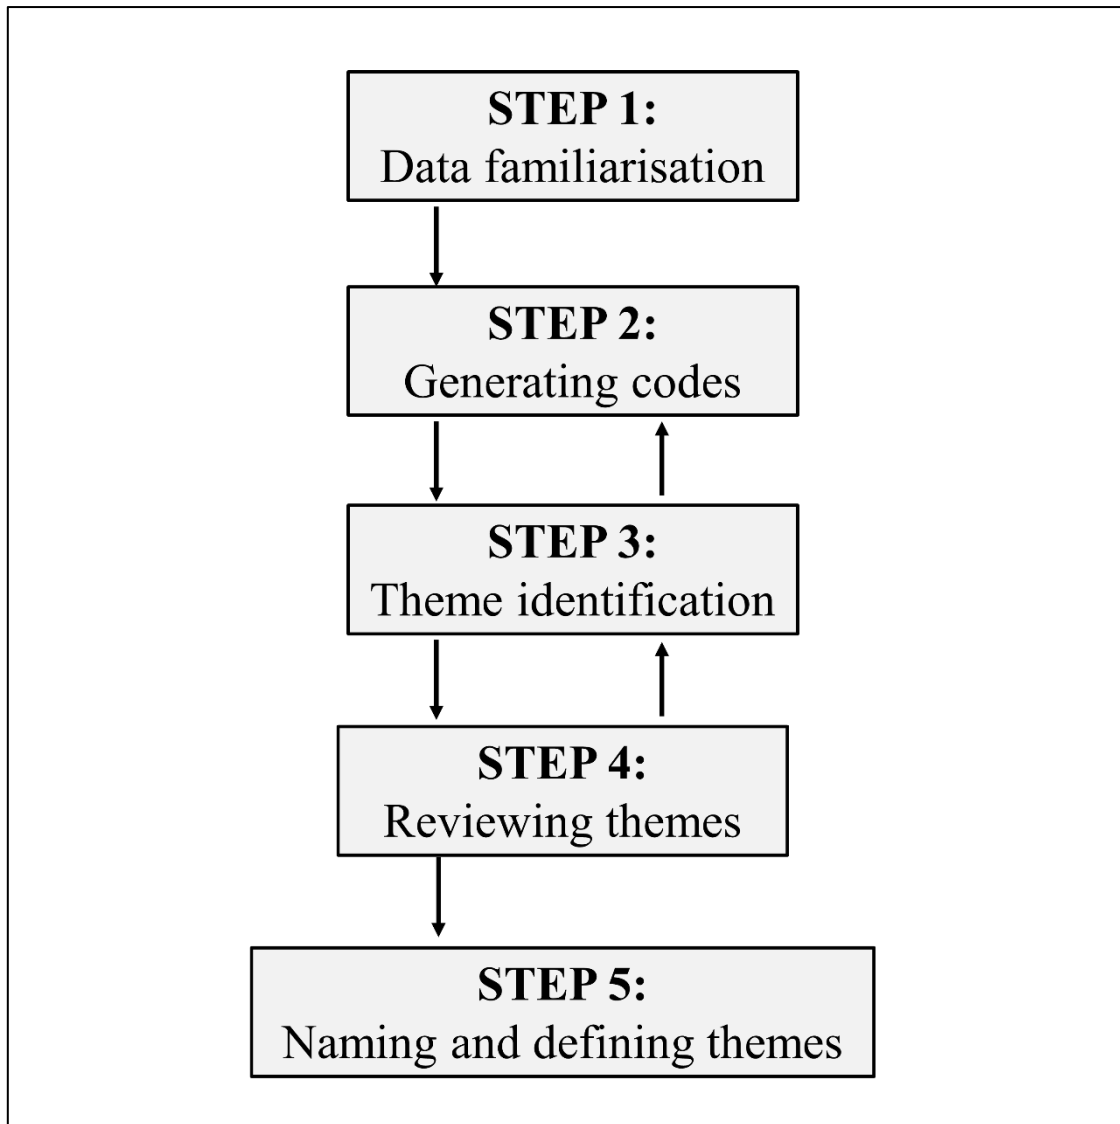 STEP 1:
Data familiarisation
STEP 2:
Generating codes
STEP 3:
Theme identification
STEP 4:
Reviewing themes
STEP 5:
Naming and defining themes